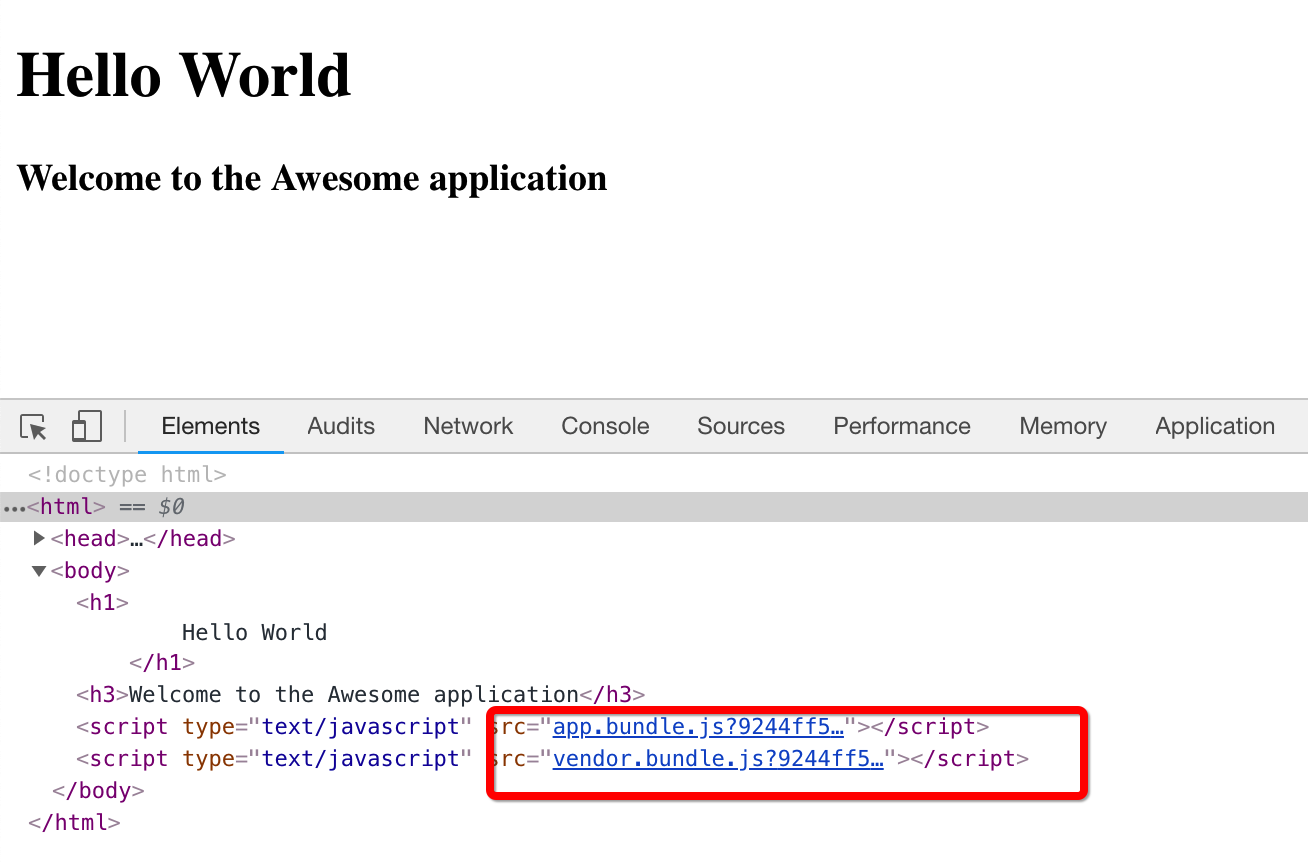 Hello World
Welcome to the Awesome application
Elements Audits Network Console Sources Performance Memory Application
<!doctype html>
…<html> == $0
<head>…</head>
<body>
<h1>
Hello World
</h1>
<h3>Welcome to the Awesome application</h3>
<script type="text/javascript" src="app.bundle.js?9244ff5…"></script>
<script type="text/javascript" src="vendor.bundle.js?9244ff5…"></script>
</body>
</html>